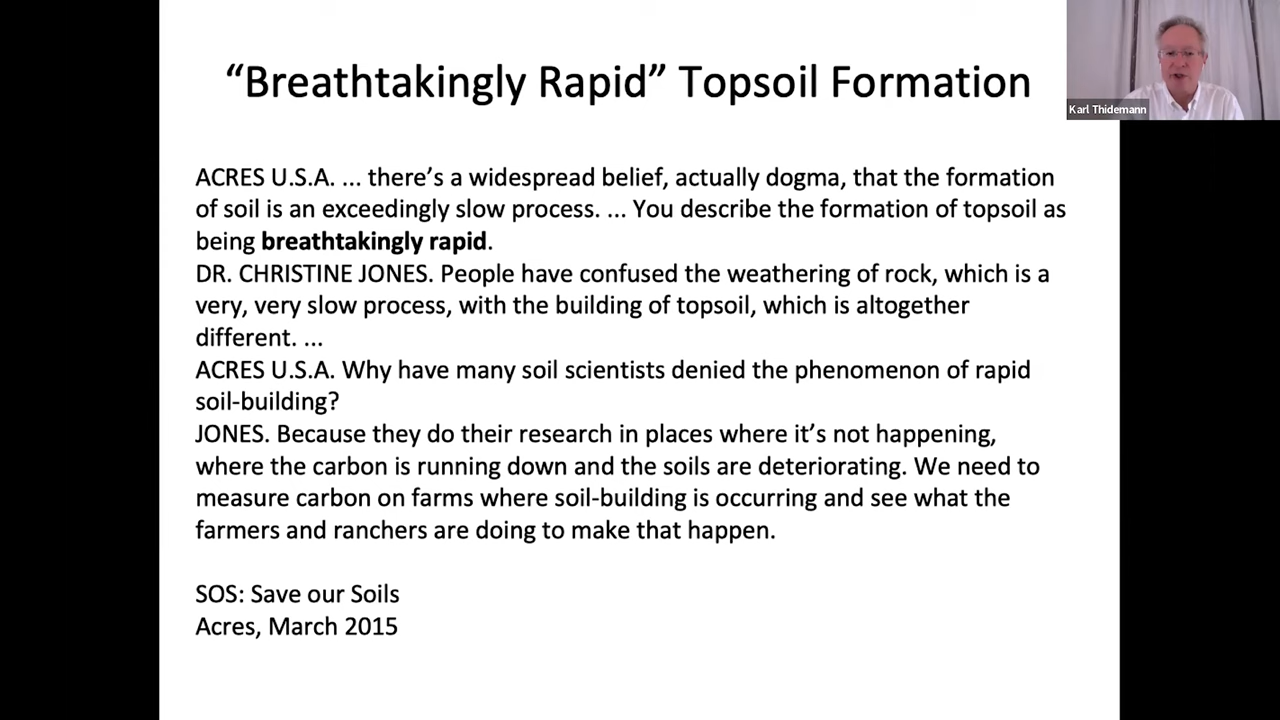 “Breathtakingly Rapid” Topsoil Formation
Karl Thidemann
ACRES U.S.A. ... there’s a widespread belief, actually dogma, that the formation
of soil is an exceedingly slow process. ... You describe the formation of topsoil as
being breathtakingly rapid.
DR. CHRISTINE JONES. People have confused the weathering of rock, which is a
very, very slow process, with the building of topsoil, which is altogether
different. ...
ACRES U.S.A. Why have many soil scientists denied the phenomenon of rapid
soil-building?
JONES. Because they do their research in places where it’s not happening,
where the carbon is running down and the soils are deteriorating. We need to
measure carbon on farms where soil-building is occurring and see what the
farmers and ranchers are doing to make that happen.
SOS: Save our Soils
Acres, March 2015